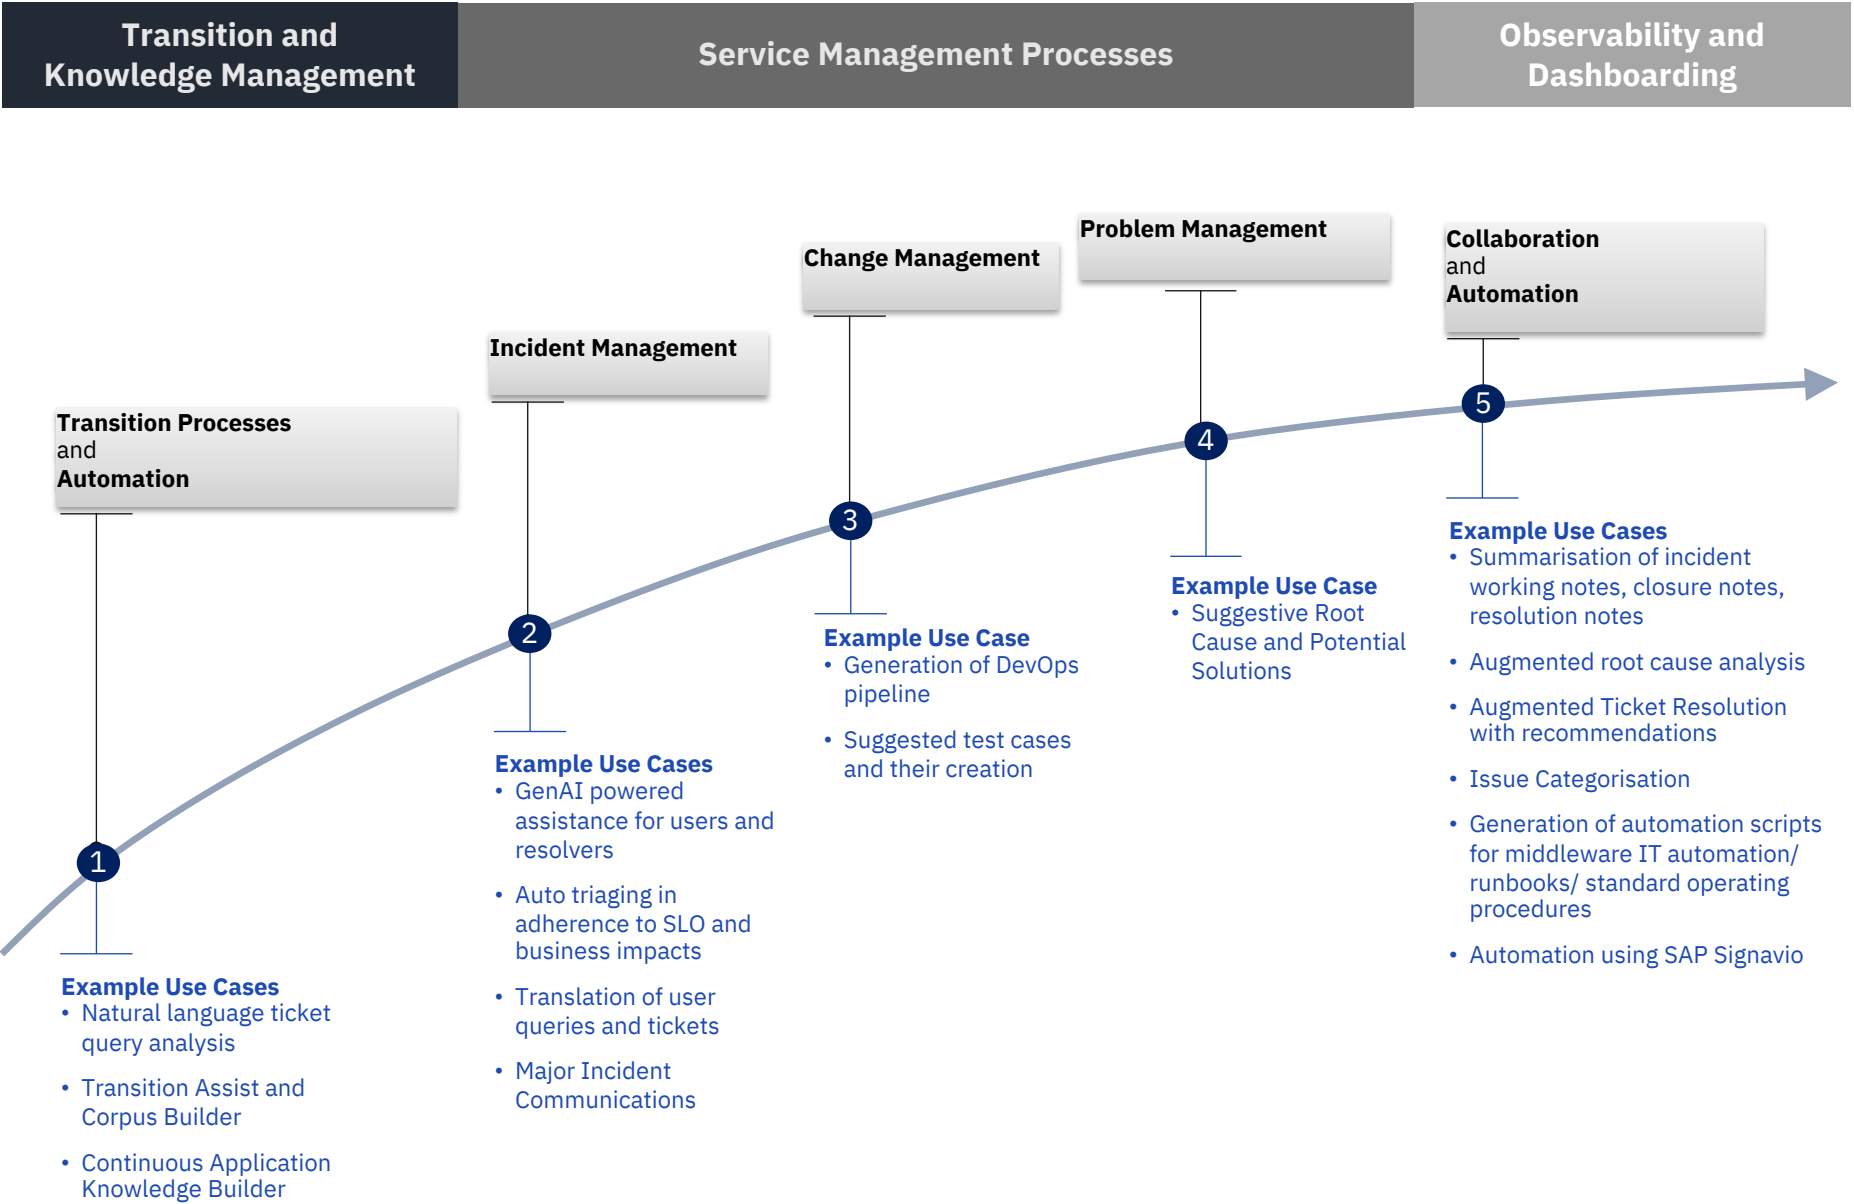 Transition and
Knowledge Management
Service Management Processes
Observability and
Dashboarding
Transition Processes
and
Automation
1
Example Use Cases
• Natural language ticket
query analysis
• Transition Assist and
Corpus Builder
• Continuous Application
Knowledge Builder
Incident Management
2
Example Use Cases
• GenAI powered
assistance for users and
resolvers
• Auto triaging in
adherence to SLO and
business impacts
• Translation of user
queries and tickets
• Major Incident
Communications
Change Management
3
Example Use Case
• Generation of DevOps
pipeline
• Suggested test cases
and their creation
Problem Management
4
Example Use Case
• Suggestive Root
Cause and Potential
Solutions
Collaboration
and
Automation
5
Example Use Cases
• Summarisation of incident
working notes, closure notes,
resolution notes
• Augmented root cause analysis
• Augmented Ticket Resolution
with recommendations
• Issue Categorisation
• Generation of automation scripts
for middleware IT automation/
runbooks/ standard operating
procedures
• Automation using SAP Signavio